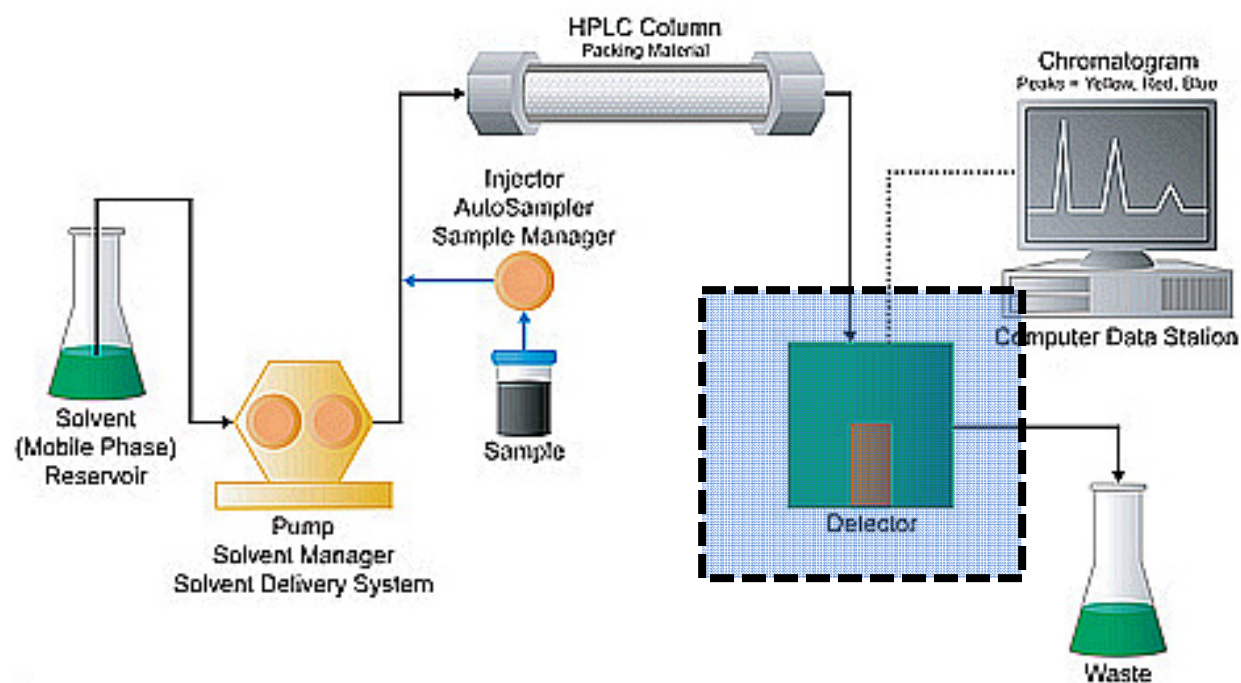 HPLC Column
Packing Material
Chromatogram
Peaks = Yellow, Red, Blue
Injector
AutoSampler
Sample Manager
Computer Data Station
Solvent
(Mobile Phase)
Reservoir
Sample
Detector
Pump
Solvent Manager
Solvent Delivery System
Waste